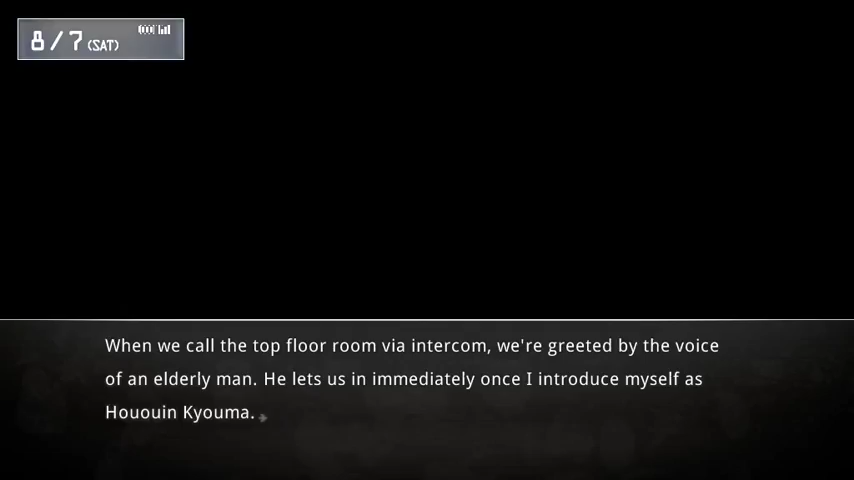 8/7 (SAT)
When we call the top floor room via intercom, we're greeted by the voice
of an elderly man. He lets us in immediately once I introduce myself as
Hououin Kyouma.